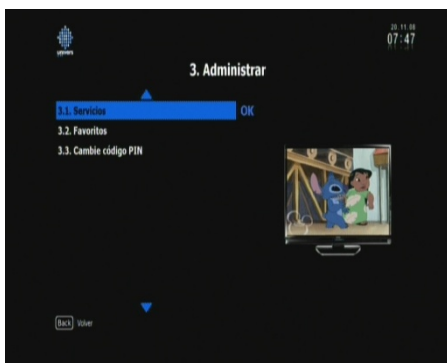 20.11.08
07:47
3. Administrar
3.1. Servicios OK
3.2. Favoritos
3.3. Cambie código PIN
Back Volver